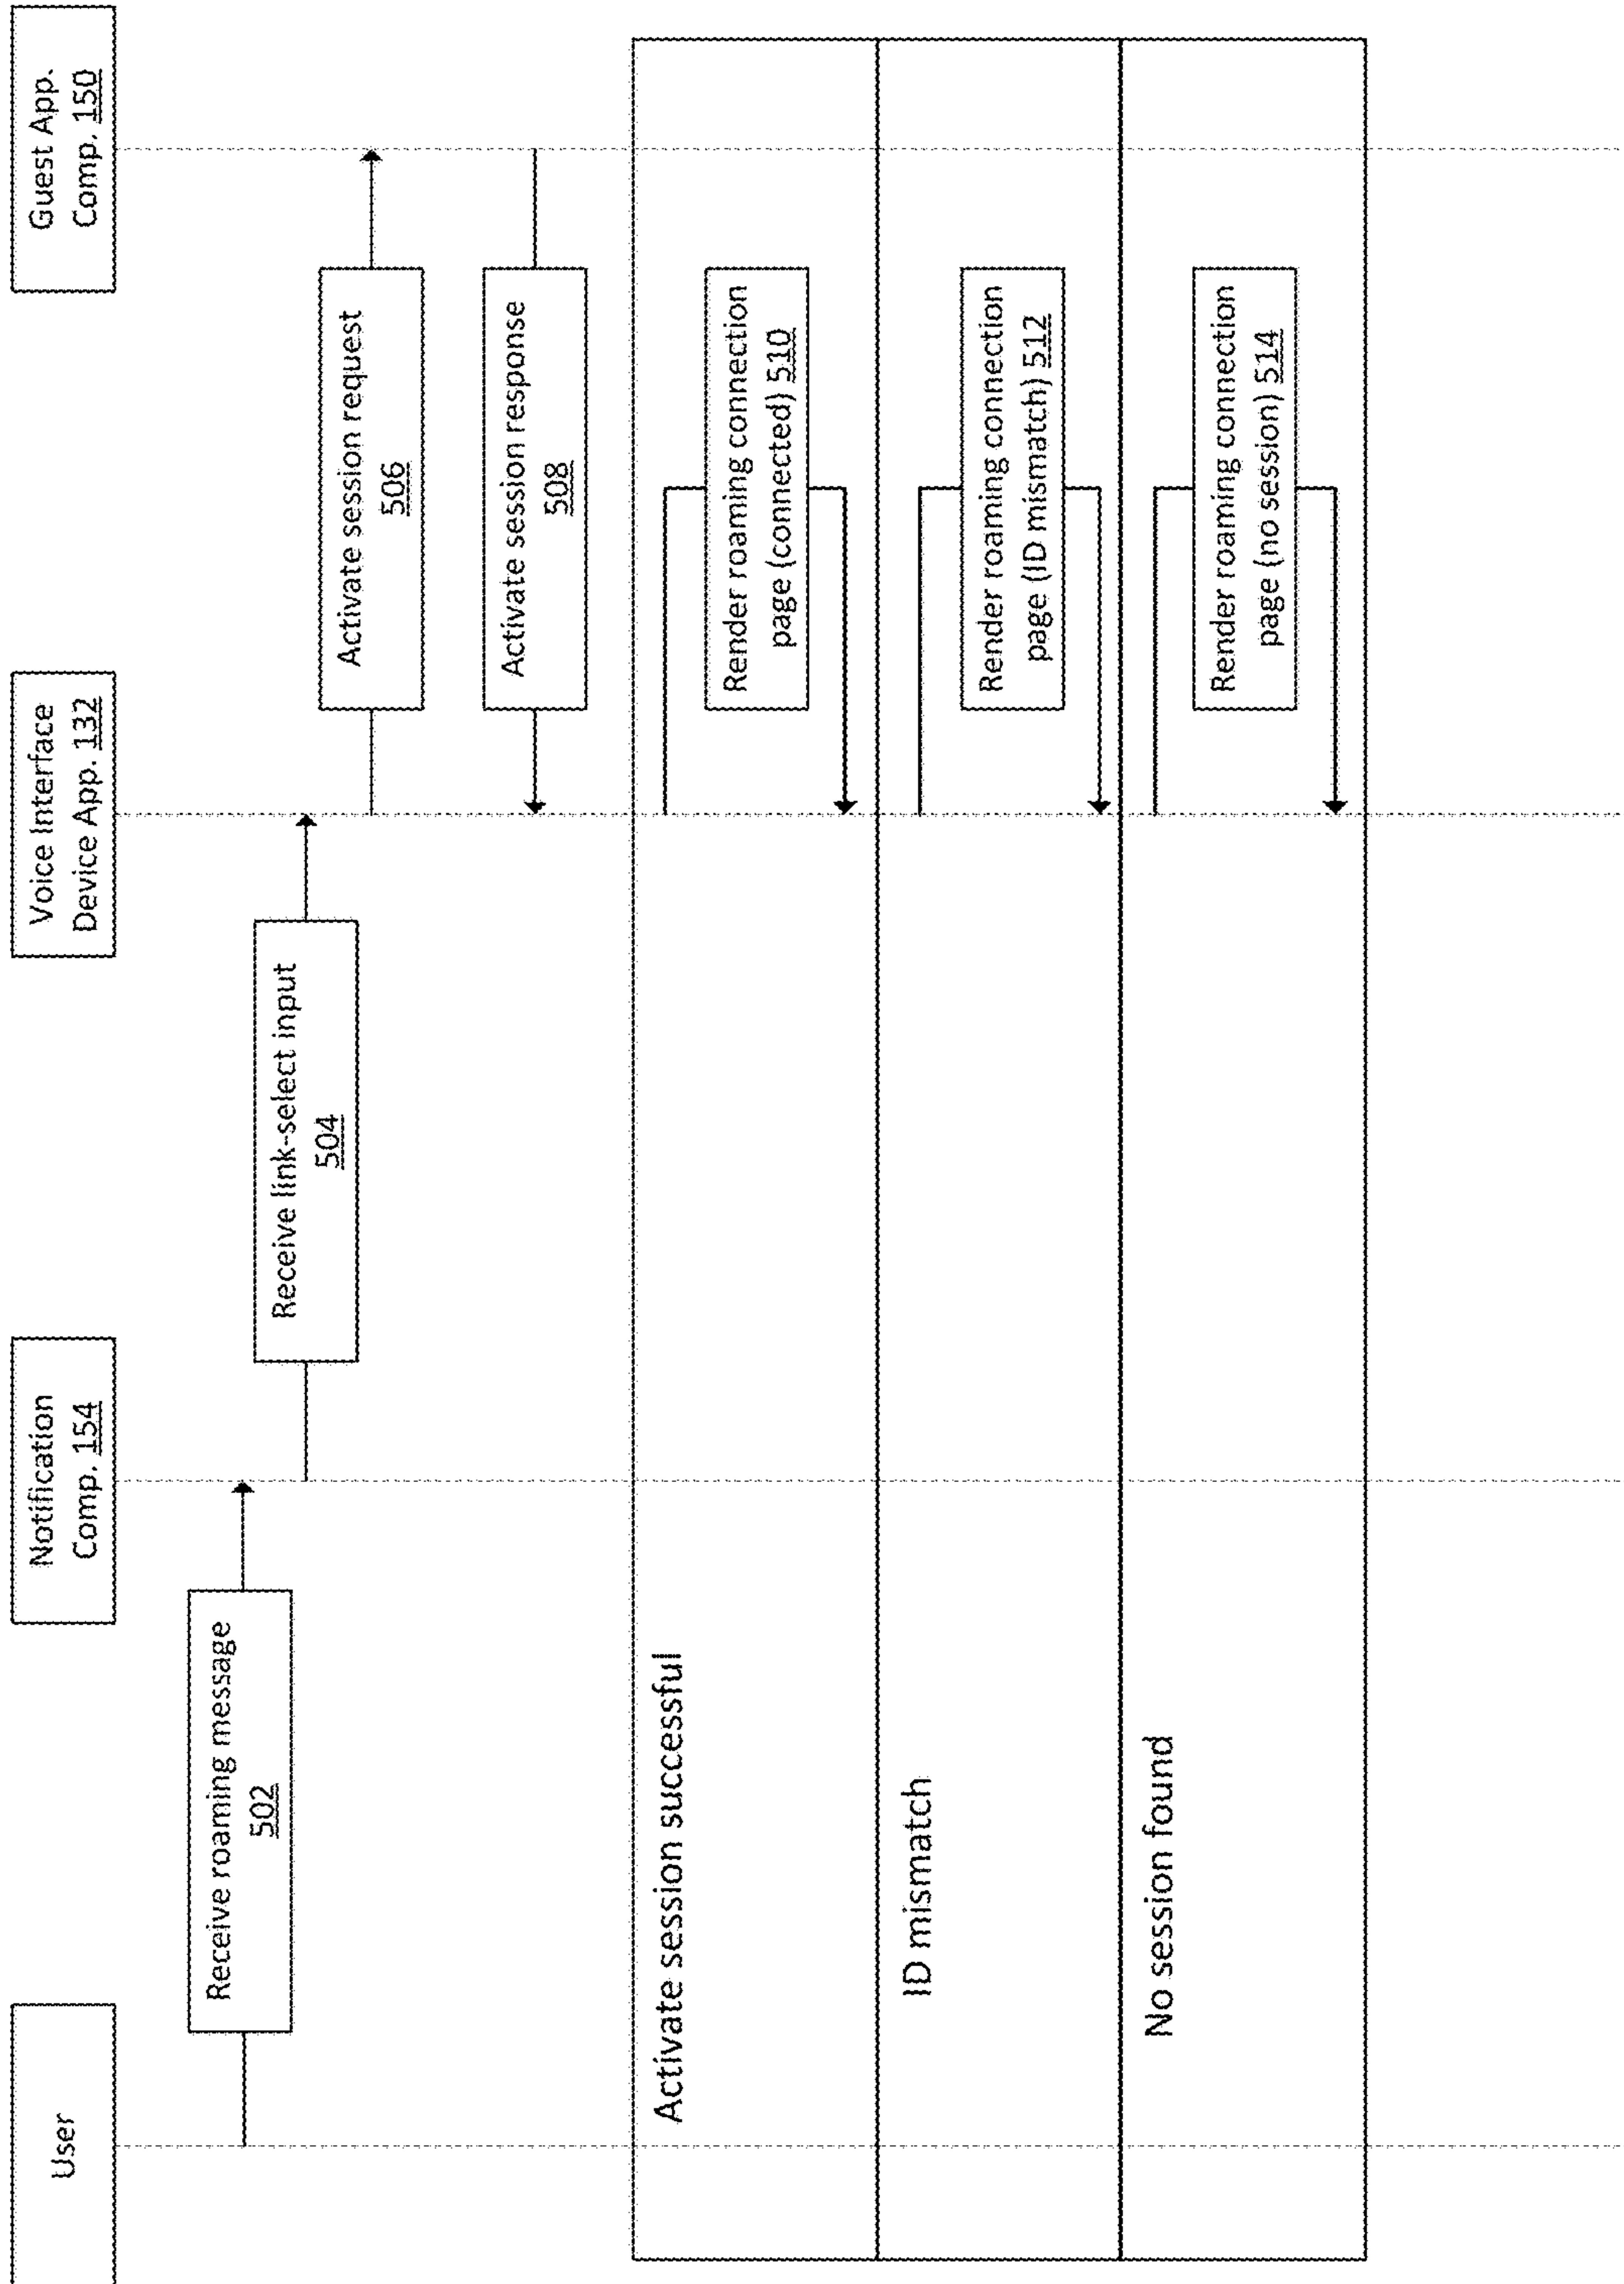 User
Notification
Comp. 154
Voice Interface
Device App. 132
Guest App.
Comp. 150
Receive roaming message
502
Receive link-select input
504
Activate session request
506
Activate session response
508
Activate session successful
Render roaming connection
page (connected) 510
ID mismatch
Render roaming connection
page (ID mismatch) 512
No session found
Render roaming connection
page (no session) 514